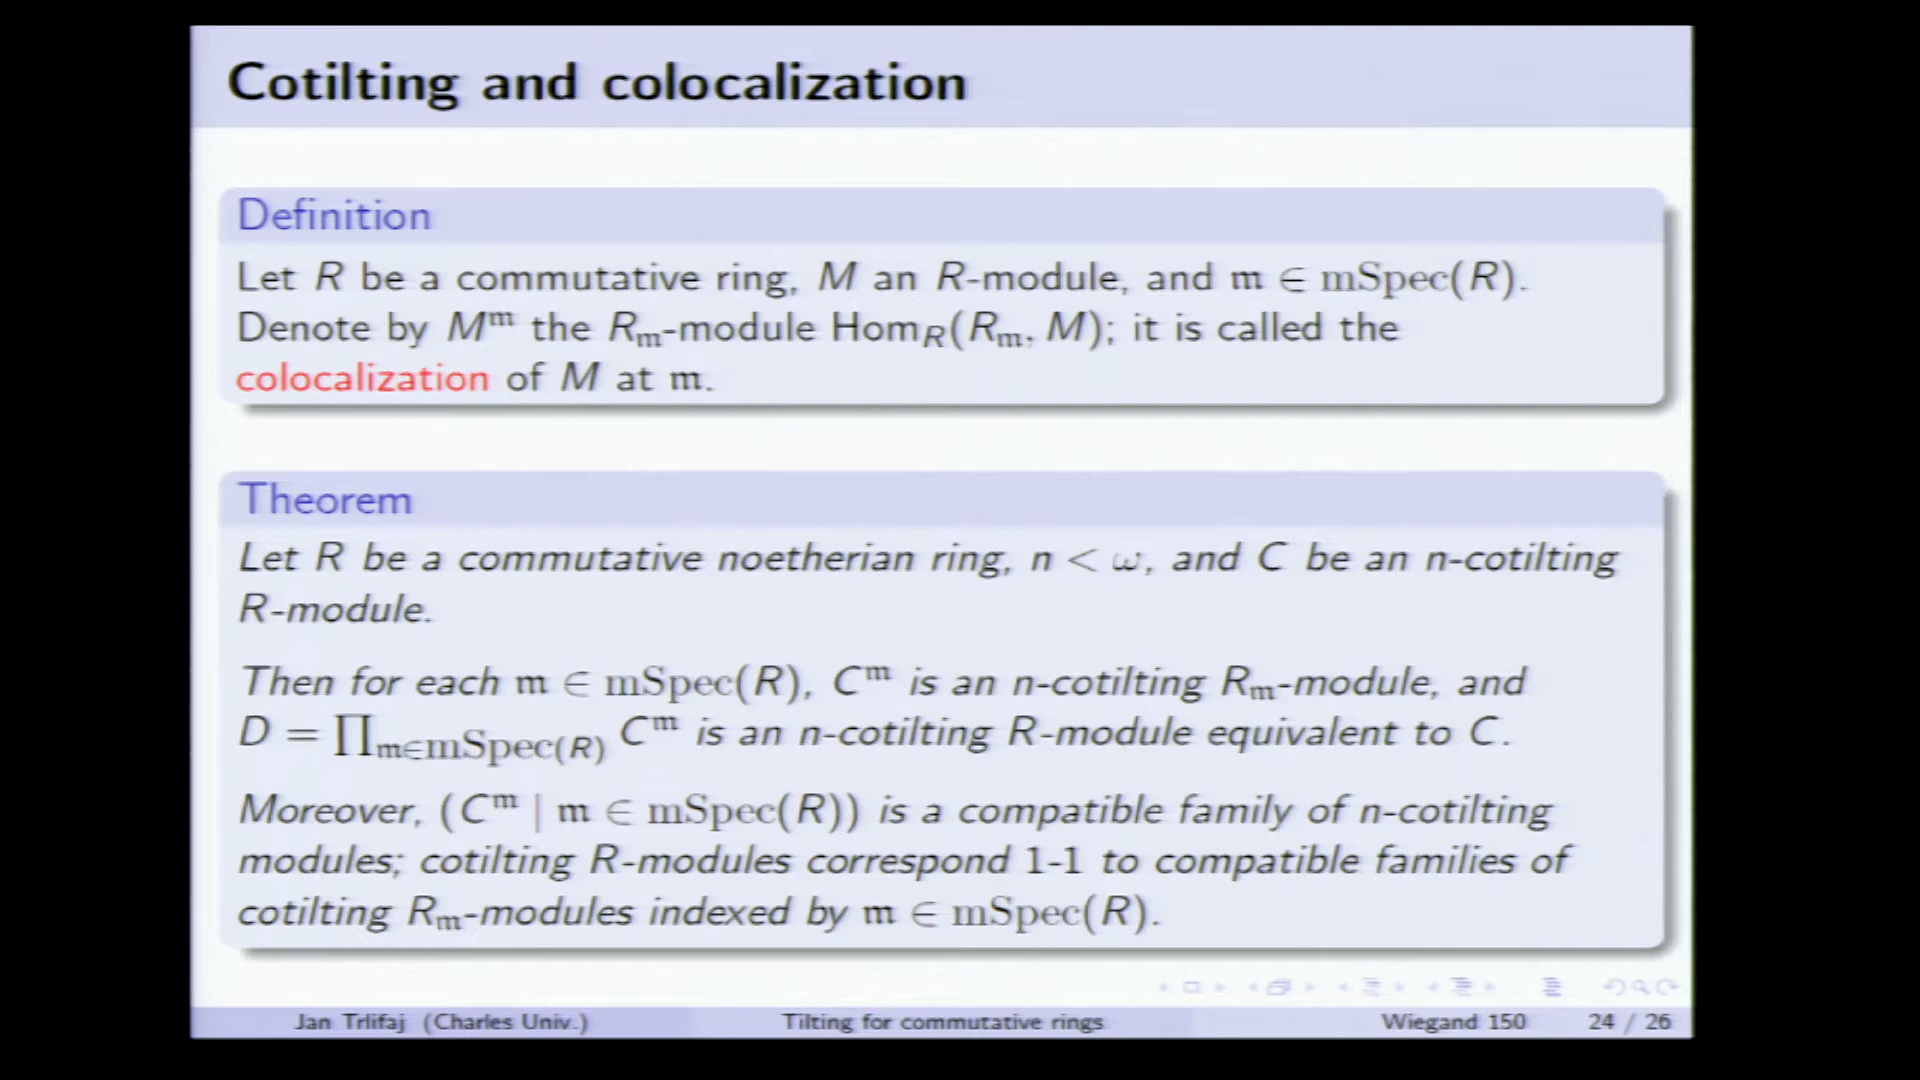 Cotilting and colocalization
Definition
Let R be a commutative ring, M an R-module, and 𝔪 ∈ mSpec(R).
Denote by M^𝔪 the R_𝔪-module Hom_R(R_𝔪, M); it is called the
colocalization of M at 𝔪.
Theorem
Let R be a commutative noetherian ring, n < ω, and C be an n-cotilting
R-module.
Then for each 𝔪 ∈ mSpec(R), C^𝔪 is an n-cotilting R_𝔪-module, and
D = ∏_{𝔪∈mSpec(R)} C^𝔪 is an n-cotilting R-module equivalent to C.
Moreover, (C^𝔪 | 𝔪 ∈ mSpec(R)) is a compatible family of n-cotilting
modules; cotilting R-modules correspond 1-1 to compatible families of
cotilting R_𝔪-modules indexed by 𝔪 ∈ mSpec(R).
Jan Trlifaj (Charles Univ.) Tilting for commutative rings Wiegand 150 24 / 26